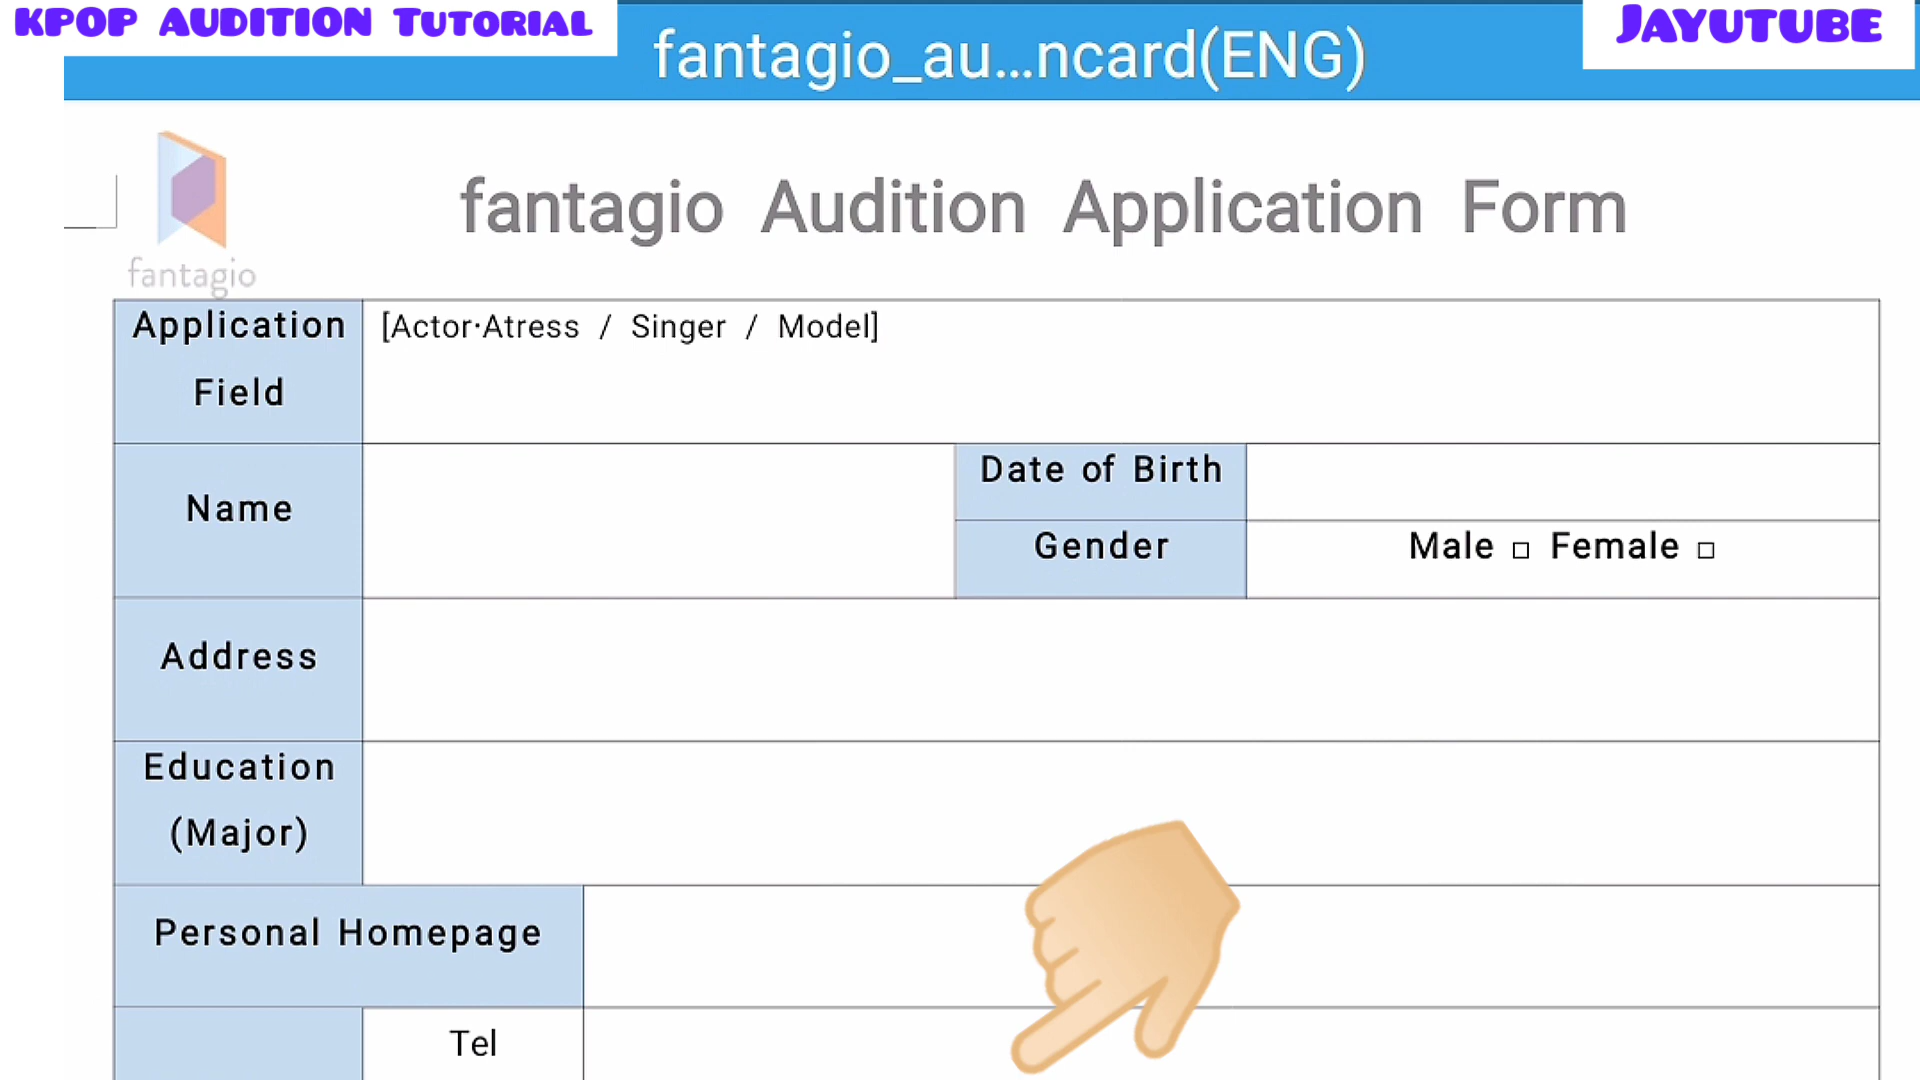 KPOP AUDITION TUTORIAL
JAYUTUBE
fantagio_au...ncard(ENG)
fantagio
fantagio Audition Application Form
Application Field
[Actor·Atress / Singer / Model]
Name
Date of Birth
Gender
Male □ Female □
Address
Education
(Major)
Personal Homepage
Tel